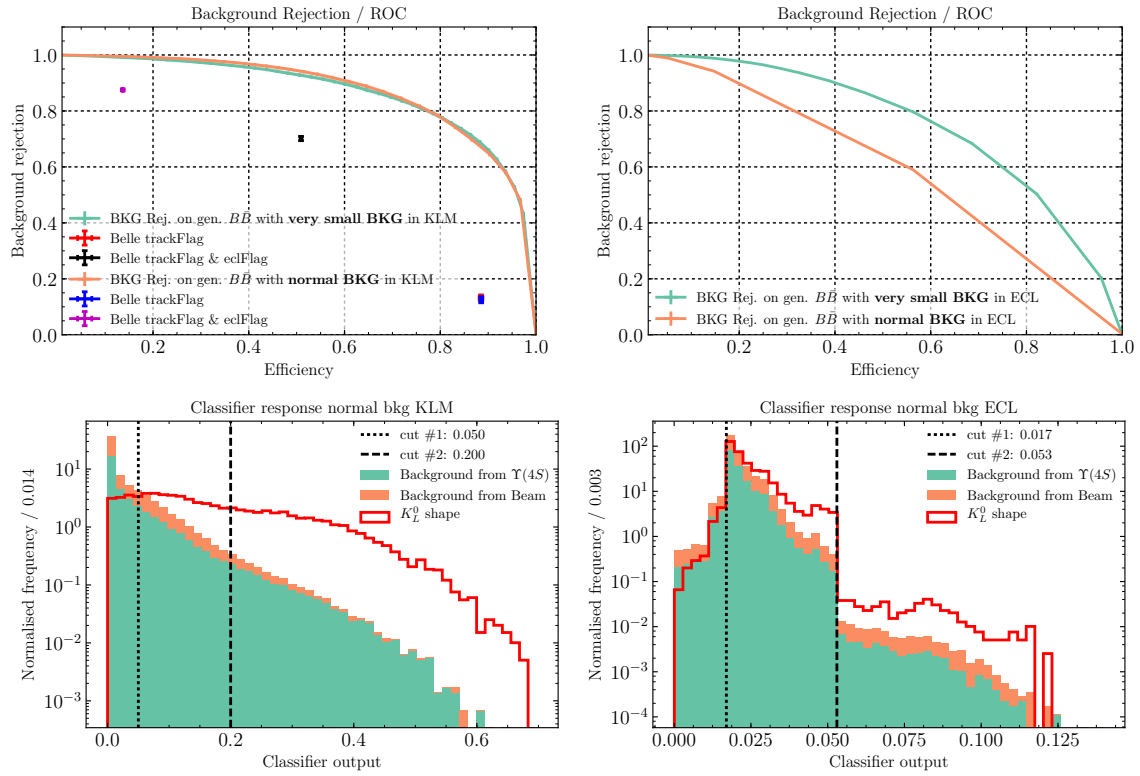 Background Rejection / ROC
Background rejection
1.0
0.8
0.6
0.4
0.2
0.0
BKG Rej. on gen. $B\bar{B}$ with very small BKG in KLM
Belle trackFlag
Belle trackFlag & eclFlag
BKG Rej. on gen. $B\bar{B}$ with normal BKG in KLM
Belle trackFlag
Belle trackFlag & eclFlag
0.2 0.4 0.6 0.8 1.0
Efficiency
Background Rejection / ROC
Background rejection
1.0
0.8
0.6
0.4
0.2
0.0
BKG Rej. on gen. $B\bar{B}$ with very small BKG in ECL
BKG Rej. on gen. $B\bar{B}$ with normal BKG in ECL
0.2 0.4 0.6 0.8 1.0
Efficiency
Classifier response normal bkg KLM
Normalised frequency / 0.014
10¹
10⁰
10⁻¹
10⁻²
10⁻³
cut #1: 0.050
cut #2: 0.200
Background from ϒ(4S)
Background from Beam
$K_L^0$ shape
0.0 0.2 0.4 0.6
Classifier output
Classifier response normal bkg ECL
Normalised frequency / 0.003
10²
10¹
10⁰
10⁻¹
10⁻²
10⁻³
10⁻⁴
cut #1: 0.017
cut #2: 0.053
Background from ϒ(4S)
Background from Beam
$K_L^0$ shape
0.000 0.025 0.050 0.075 0.100 0.125
Classifier output